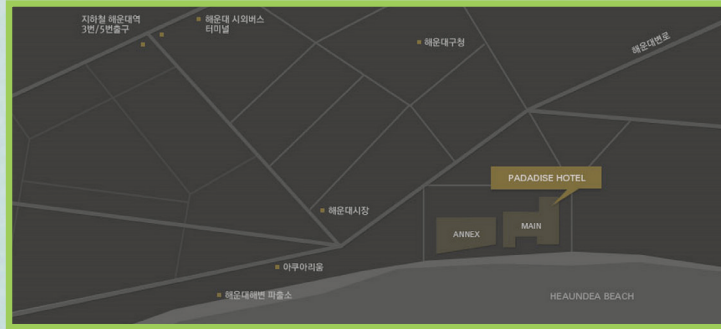 지하철 해운대역
3번/5번출구
해운대 시외버스
터미널
해운대구청
해운대변로
PADADISE HOTEL
해운대시장
MAIN
ANNEX
아쿠아리움
해운대해변 파출소
HEAUNDEA BEACH